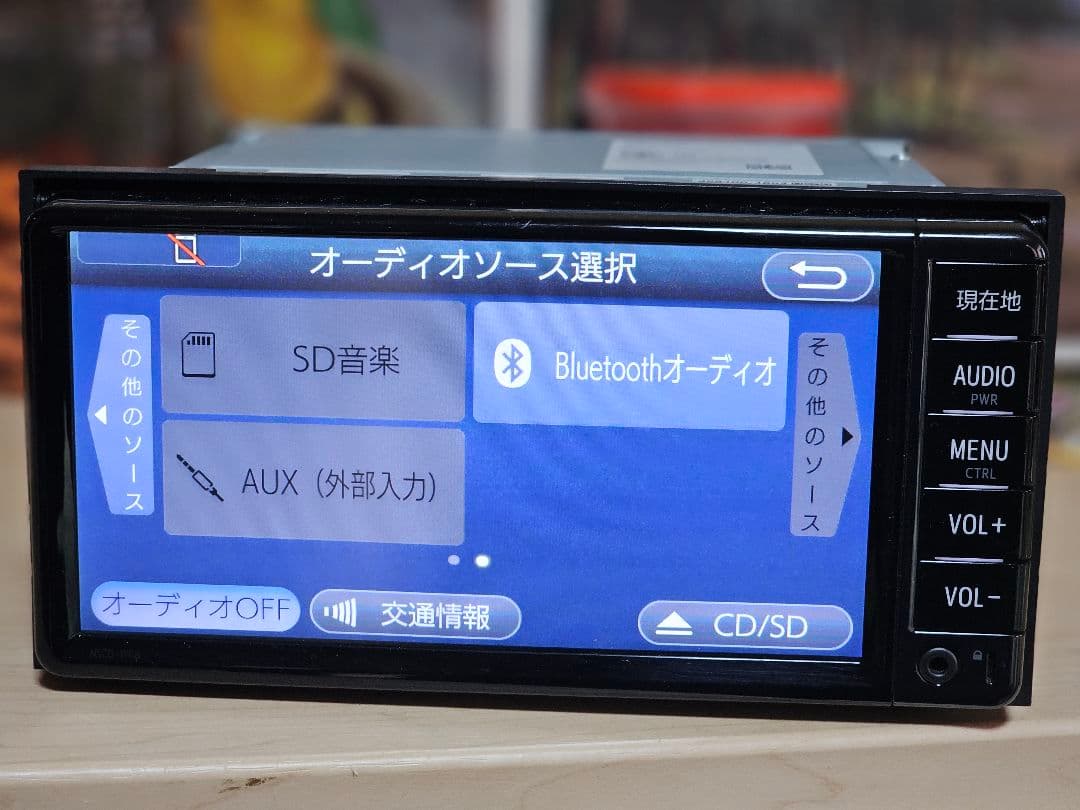 オーディオソース選択
その他のソース
SD音楽
Bluetoothオーディオ
その他のソース
AUX（外部入力）
オーディオOFF
交通情報
CD/SD
現在地
AUDIO
PWR
MENU
CTRL
VOL+
VOL-